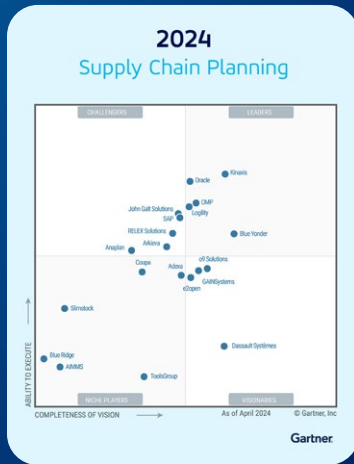 2024
Supply Chain Planning
CHALLENGERS
LEADERS
Kinaxis
Oracle
OMP
John Galt Solutions
Logility
SAP
RELEX Solutions
Blue Yonder
Arkieva
Anaplan
o9 Solutions
Coupa
Adexa
GAINSystems
e2open
Slimstock
Dassault Systèmes
Blue Ridge
AIMMS
ToolsGroup
ABILITY TO EXECUTE
NICHE PLAYERS
VISIONARIES
COMPLETENESS OF VISION
As of April 2024
© Gartner, Inc
Gartner